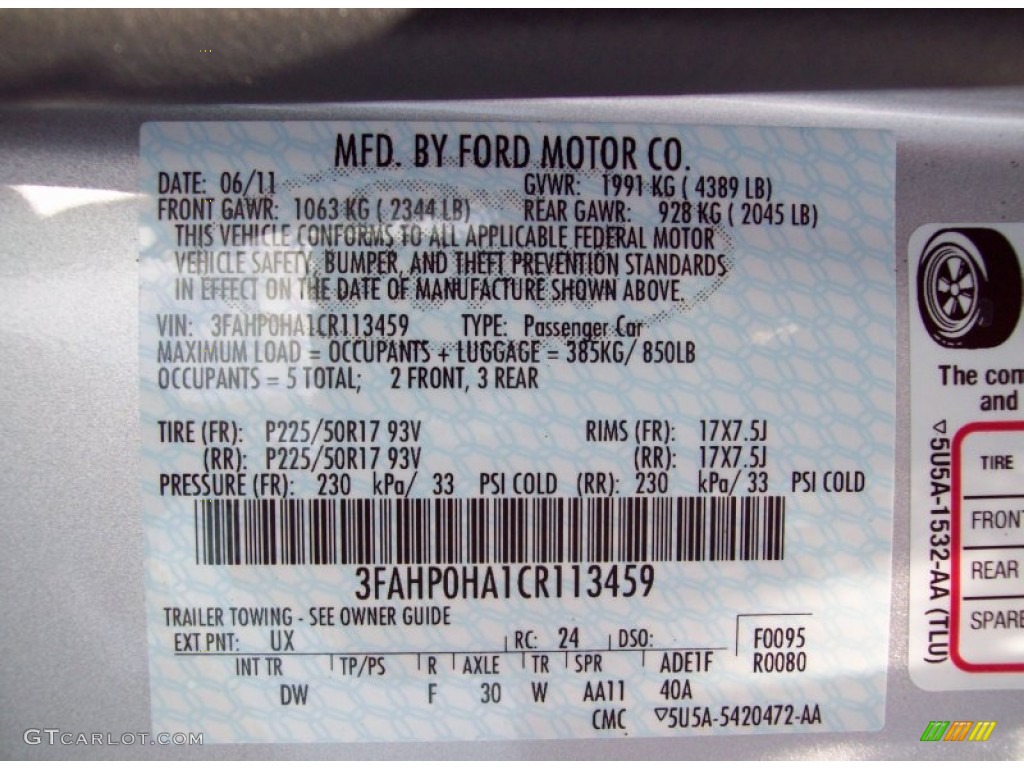 MFD. BY FORD MOTOR CO.
DATE: 06/11 GVWR: 1991 KG ( 4389 LB)
FRONT GAWR: 1063 KG ( 2344 LB) REAR GAWR: 928 KG ( 2045 LB)
THIS VEHICLE CONFORMS TO ALL APPLICABLE FEDERAL MOTOR
VEHICLE SAFETY, BUMPER, AND THEFT PREVENTION STANDARDS
IN EFFECT ON THE DATE OF MANUFACTURE SHOWN ABOVE.
VIN: 3FAHP0HA1CR113459 TYPE: Passenger Car
MAXIMUM LOAD = OCCUPANTS + LUGGAGE = 385KG/ 850LB
OCCUPANTS = 5 TOTAL; 2 FRONT, 3 REAR
TIRE (FR): P225/50R17 93V RIMS (FR): 17X7.5J
(RR): P225/50R17 93V (RR): 17X7.5J
PRESSURE (FR): 230 kPa/ 33 PSI COLD (RR): 230 kPa/ 33 PSI COLD
3FAHP0HA1CR113459
TRAILER TOWING - SEE OWNER GUIDE
EXT PNT: UX RC: 24 DSO: F0095
INT TR TP/PS R AXLE TR SPR ADE1F R0080
DW F 30 W AA11 40A
CMC ▽5U5A-5420472-AA
The com
and
TIRE
FRONT
REAR
SPARE
▽5U5A-1532-AA (TLU)
GTCARLOT.COM